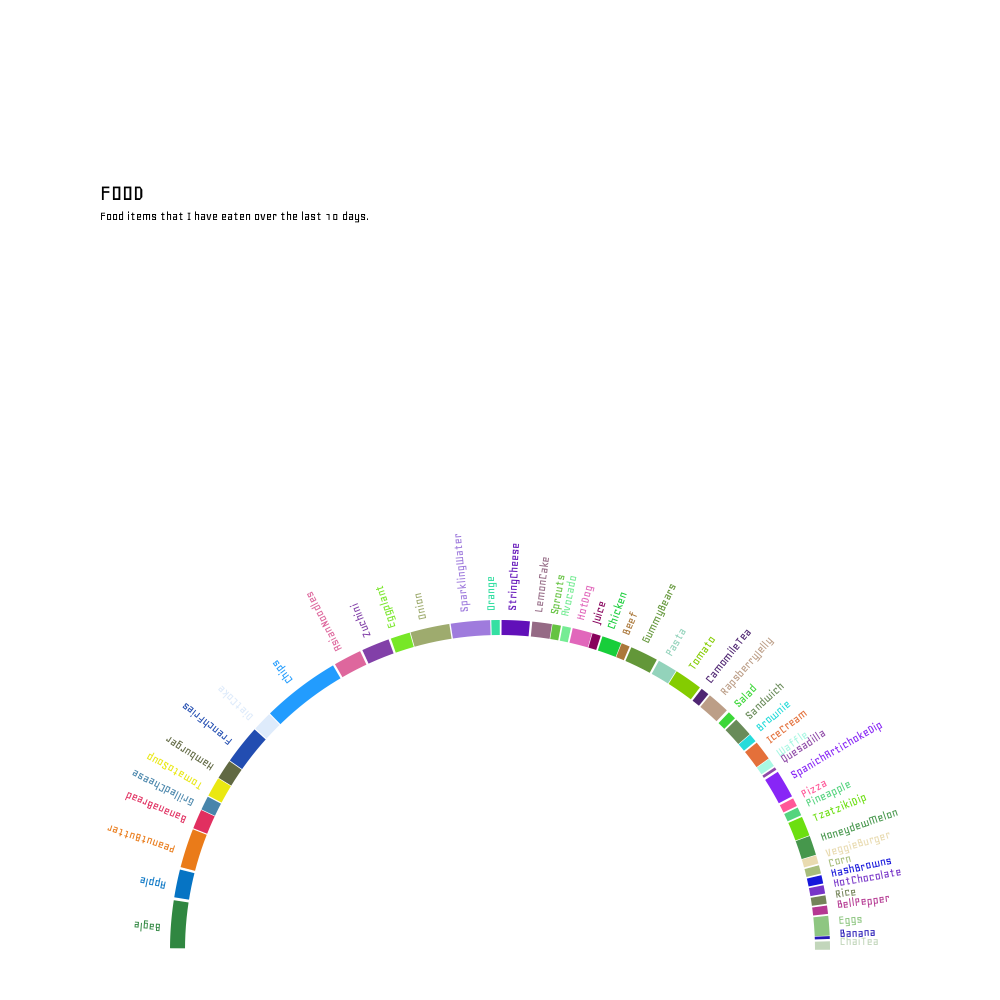 FOOD
Food items that I have eaten over the last 10 days.
Bagle
Apple
PeanutButter
Bananaread
GrilledCheese
TomatoSoup
Hamburger
FrenchFries
DietCoke
Chips
AsianNoodles
Zuchini
Eggplant
Onion
SparklingWater
Orange
StringCheese
LemonCake
Sprouts
Avocado
HotDog
Juice
Chicken
Beef
GummyBears
Pasta
Tomato
CamomileTea
RapsberryJelly
Salad
Sandwich
Brownie
IceCream
Waffle
Quesadilla
SpanichArtichokeDip
Pizza
Pineapple
TzatzikiDip
HoneydewMelon
VeggieBurger
Corn
HashBrowns
HotChocolate
Rice
BellPepper
Eggs
Banana
ChaiTea